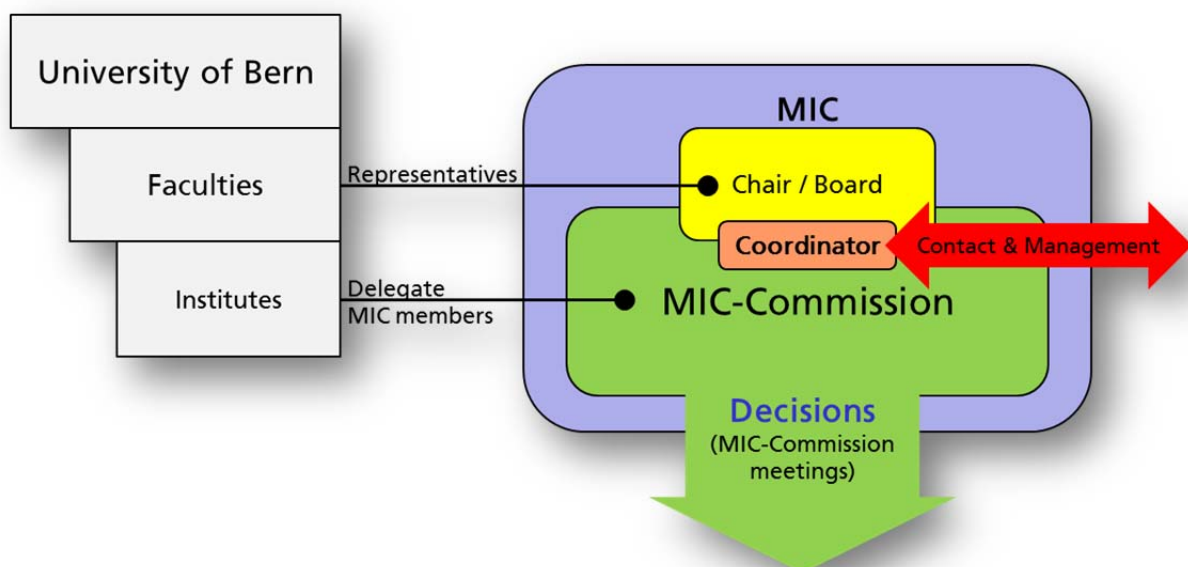 University of Bern
Faculties
Institutes
Representatives
Delegate
MIC members
MIC
Chair / Board
Coordinator
Contact & Management
MIC-Commission
Decisions
(MIC-Commission
meetings)